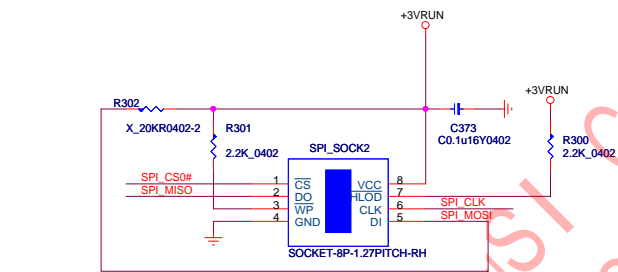 +3VRUN
+3VRUN
R302
X_20KR0402-2
R301
2.2K_0402
C373
C0.1u16Y0402
R300
2.2K_0402
SPI_SOCK2
SPI_CS0# 1 CS VCC 8
SPI_MISO 2 DO HLOD 7
3 WP CLK 6 SPI_CLK
4 GND DI 5 SPI_MOSI
SOCKET-8P-1.27PITCH-RH